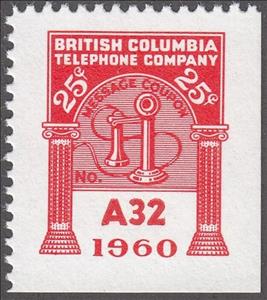 BRITISH COLUMBIA
TELEPHONE COMPANY
25¢ 25¢
MESSAGE COUPON
NO.
A32
1960